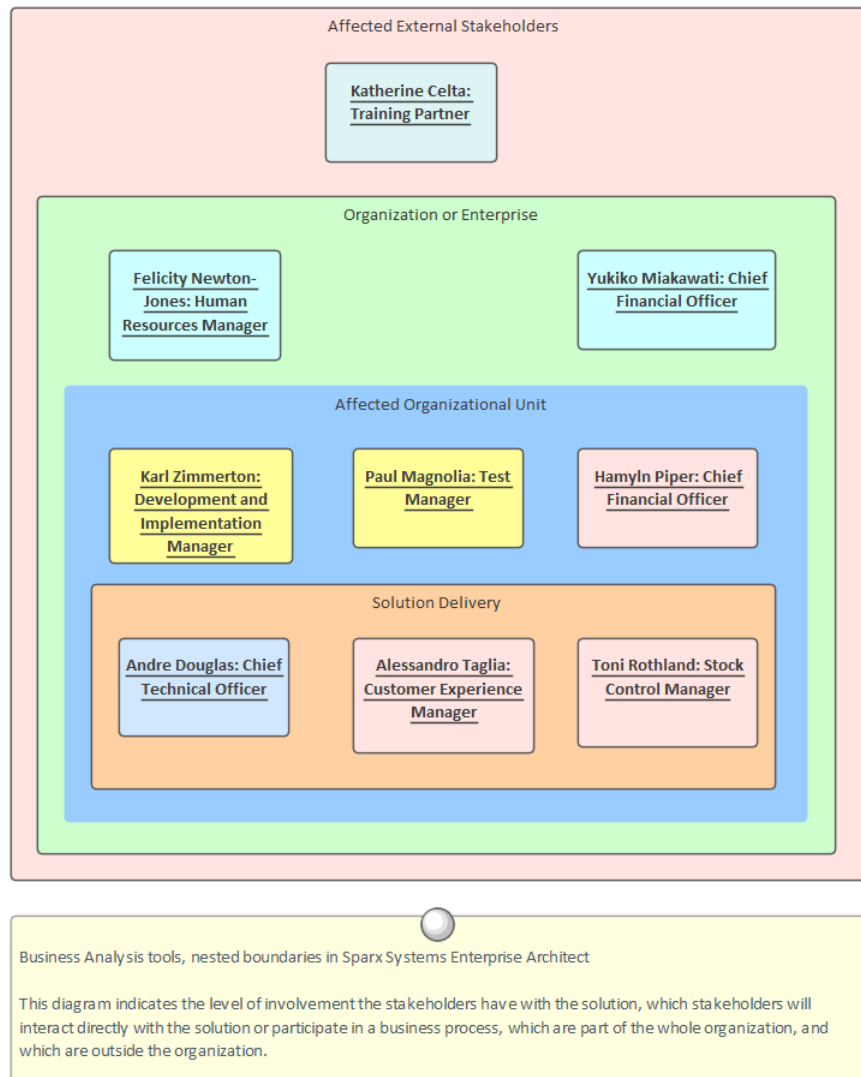 Affected External Stakeholders
Katherine Celta:
Training Partner
Organization or Enterprise
Felicity Newton-
Jones: Human
Resources Manager
Yukiko Miakawati: Chief
Financial Officer
Affected Organizational Unit
Karl Zimmerton:
Development and
Implementation
Manager
Paul Magnolia: Test
Manager
Hamyln Piper: Chief
Financial Officer
Solution Delivery
Andre Douglas: Chief
Technical Officer
Alessandro Taglia:
Customer Experience
Manager
Toni Rothland: Stock
Control Manager
Business Analysis tools, nested boundaries in Sparx Systems Enterprise Architect
This diagram indicates the level of involvement the stakeholders have with the solution, which stakeholders will
interact directly with the solution or participate in a business process, which are part of the whole organization, and
which are outside the organization.